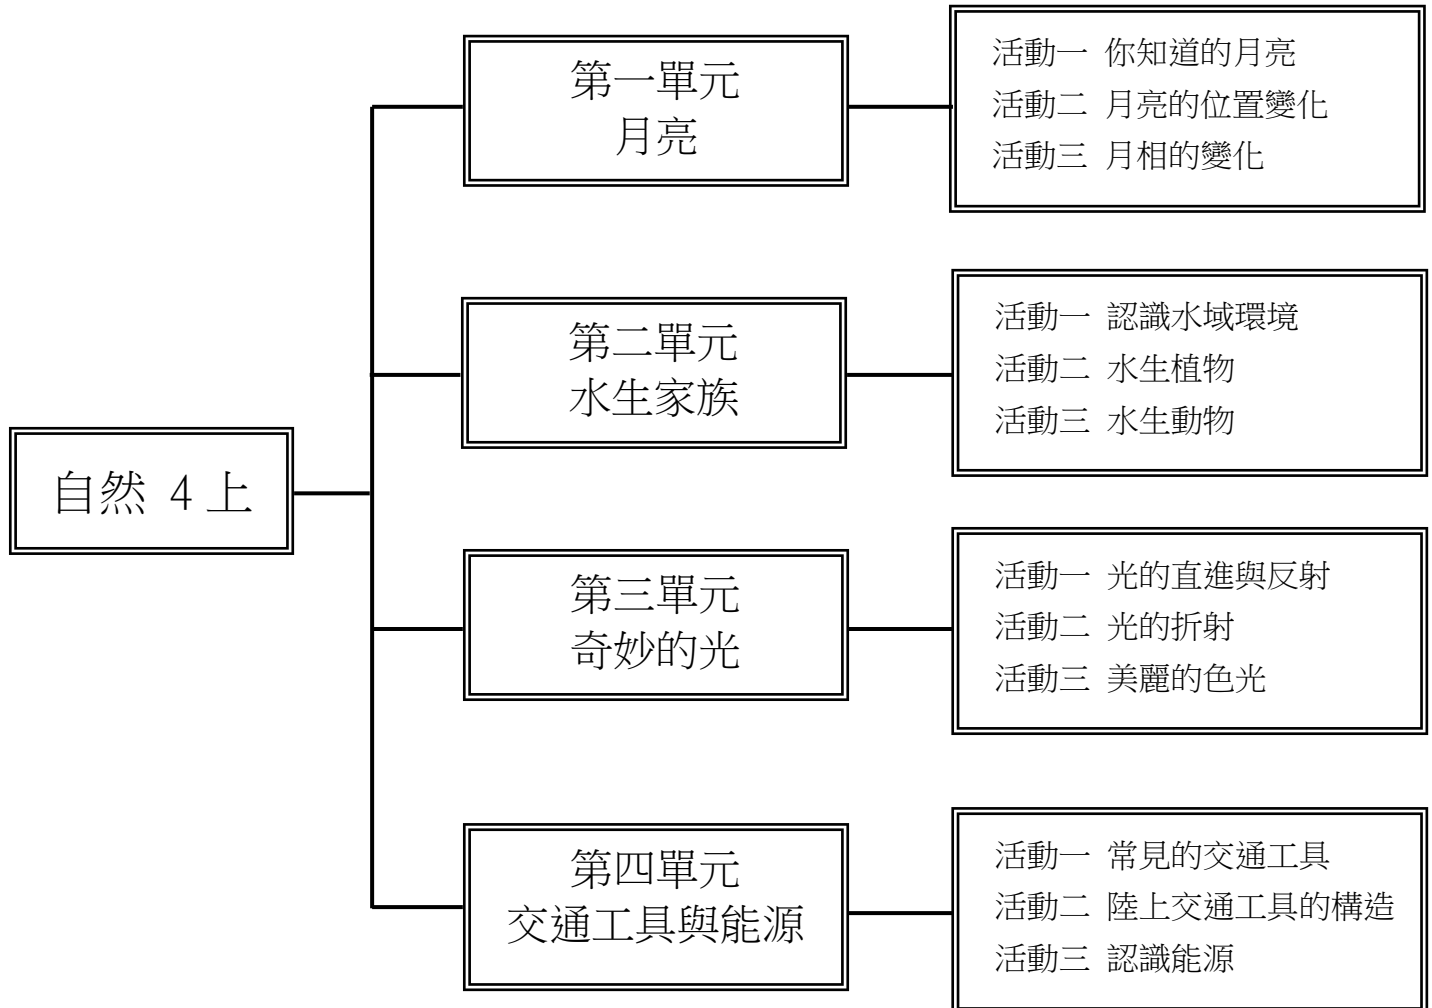 自然 4上
第一單元
月亮
活動一 你知道的月亮
活動二 月亮的位置變化
活動三 月相的變化
第二單元
水生家族
活動一 認識水域環境
活動二 水生植物
活動三 水生動物
第三單元
奇妙的光
活動一 光的直進與反射
活動二 光的折射
活動三 美麗的色光
第四單元
交通工具與能源
活動一 常見的交通工具
活動二 陸上交通工具的構造
活動三 認識能源